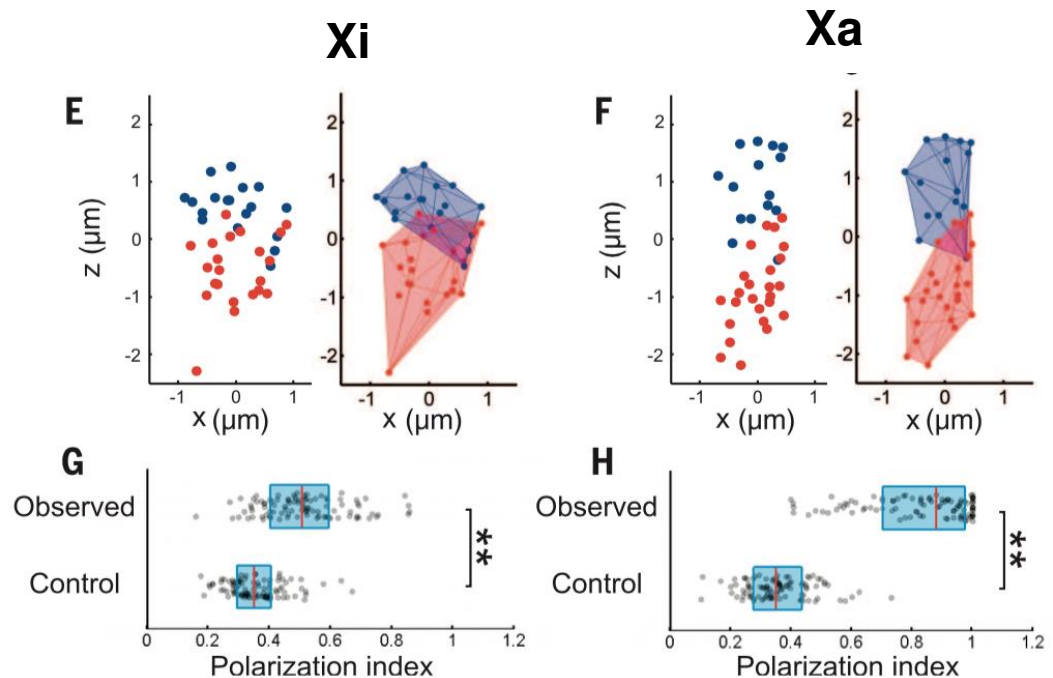 Xi
Xa
E
2
1
0
-1
-2
z (µm)
-1 0 1
x (µm)
2
1
0
-1
-2
-1 0 1
x (µm)
F
2
1
0
-1
-2
z (µm)
-1 0 1
x (µm)
2
1
0
-1
-2
-1 0 1
x (µm)
G
Observed
Control
**
0 0.2 0.4 0.6 0.8 1 1.2
Polarization index
H
Observed
Control
**
0 0.2 0.4 0.6 0.8 1 1.2
Polarization index